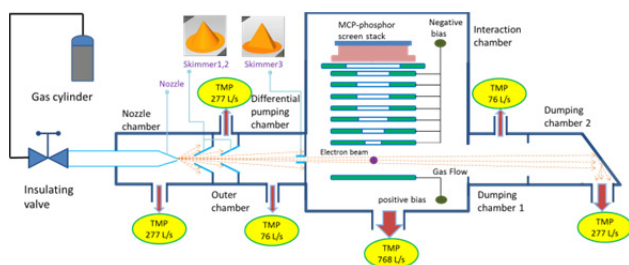 MCP-phosphor
screen stack
Negative
bias
Interaction
chamber
Skimmer1,2
Skimmer3
Gas cylinder
Nozzle
TMP
277 L/s
Differential
pumping
chamber
TMP
76 L/s
Nozzle
chamber
Dumping
chamber 2
Electron beam
Gas Flow
Insulating
valve
Outer
chamber
positive bias
Dumping
chamber 1
TMP
277 L/s
TMP
76 L/s
TMP
768 L/s
TMP
277 L/s